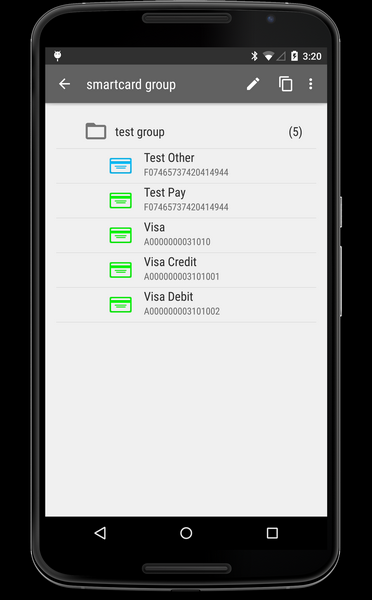 3:20
smartcard group
test group (5)
Test Other
F07465737420414944
Test Pay
F07465737420414944
Visa
A0000000031010
Visa Credit
A000000003101001
Visa Debit
A000000003101002